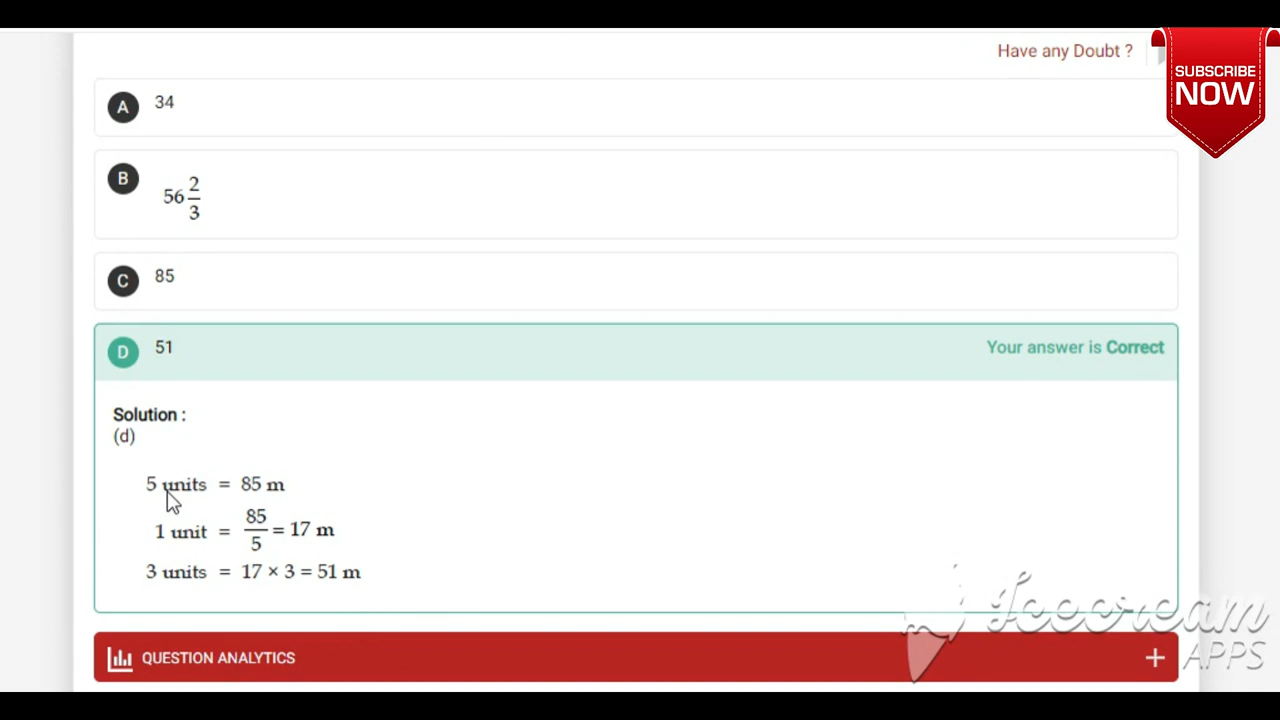 Have any Doubt ?
SUBSCRIBE
NOW
A 34
B 56 2/3
C 85
D 51 Your answer is Correct
Solution :
(d)
5 units = 85 m
1 unit = 85/5 = 17 m
3 units = 17 × 3 = 51 m
Icecream
APPS
QUESTION ANALYTICS +